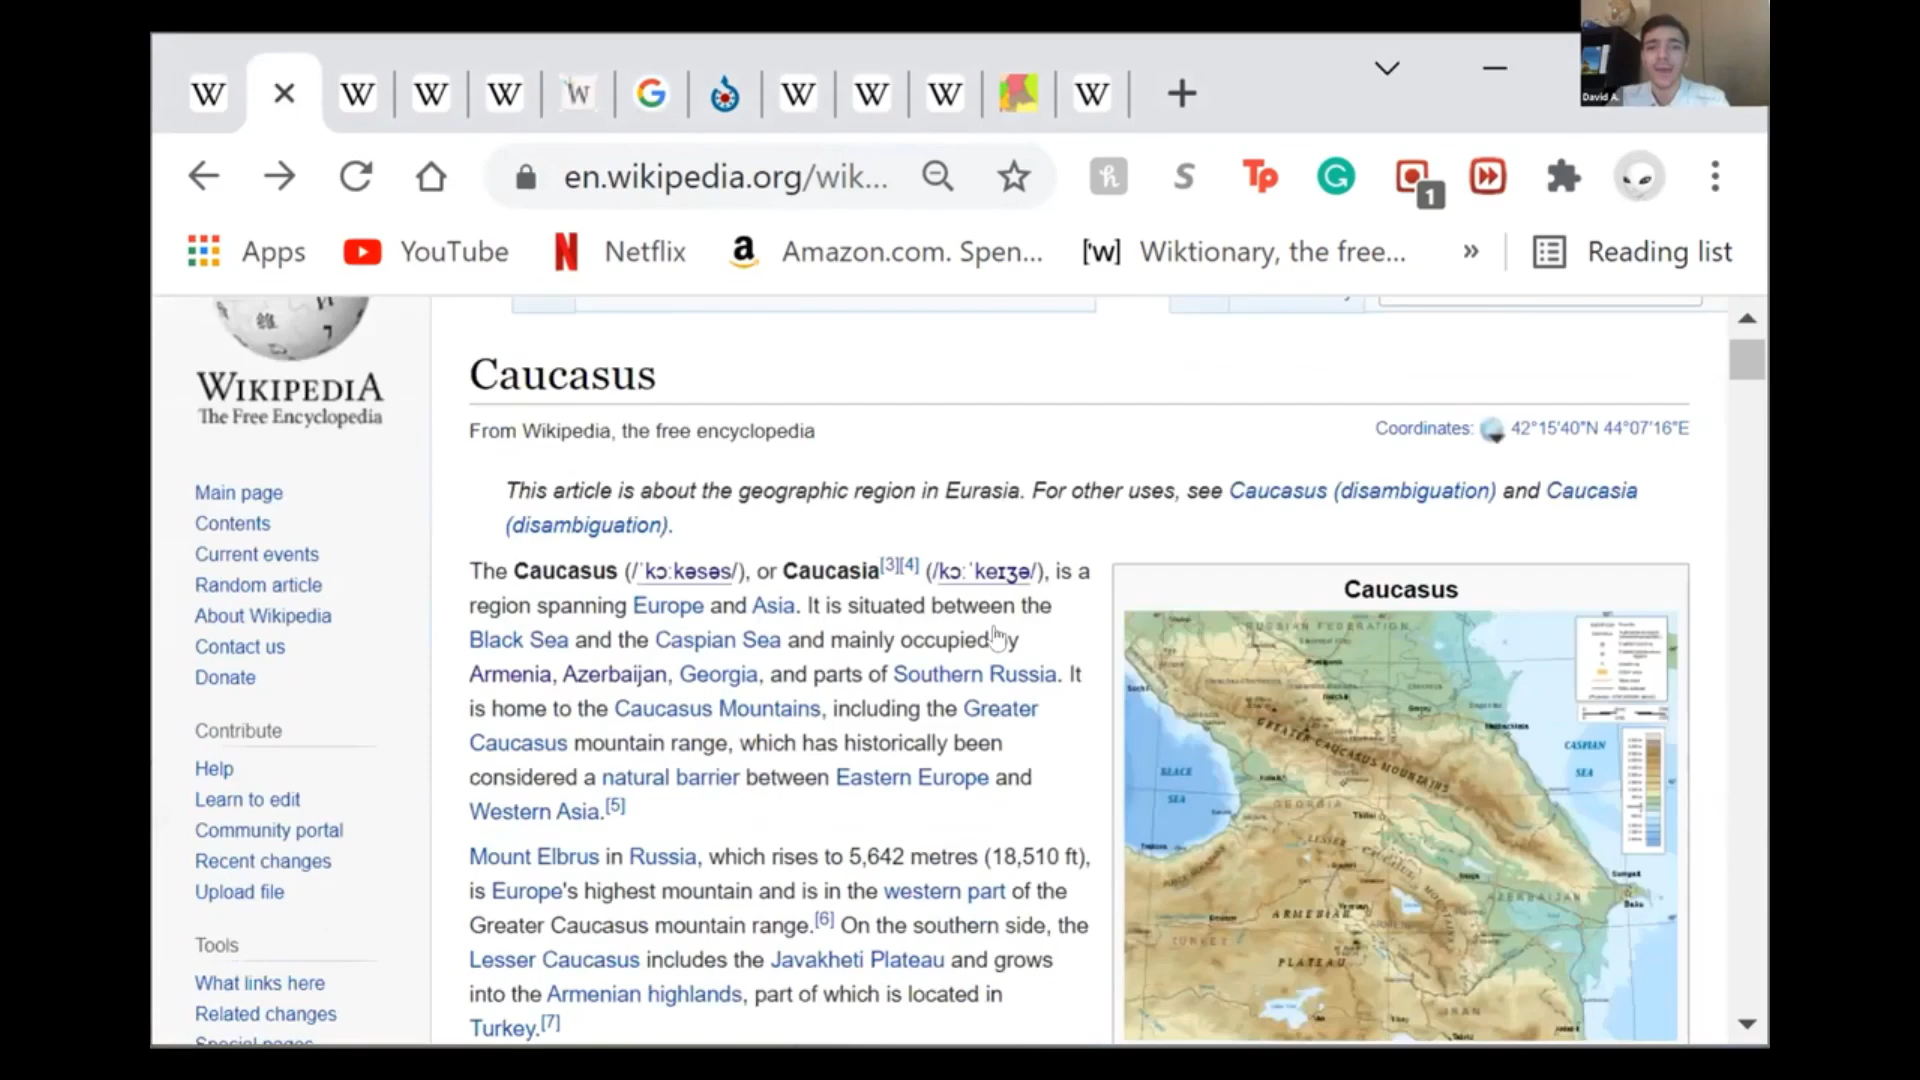 W W W W W G W W W W
David A.
en.wikipedia.org/wik...
Tp
1
Apps YouTube Netflix Amazon.com. Spen... ['w] Wiktionary, the free... » Reading list
WIKIPEDIA
The Free Encyclopedia
Main page
Contents
Current events
Random article
About Wikipedia
Contact us
Donate
Contribute
Help
Learn to edit
Community portal
Recent changes
Upload file
Tools
What links here
Related changes
Special pages
Caucasus
From Wikipedia, the free encyclopedia
Coordinates: 42°15′40″N 44°07′16″E
This article is about the geographic region in Eurasia. For other uses, see Caucasus (disambiguation) and Caucasia
(disambiguation).
The Caucasus (/ˈkɔːkəsəs/), or Caucasia[3][4] (/kɔːˈkeɪʒə/), is a
region spanning Europe and Asia. It is situated between the
Black Sea and the Caspian Sea and mainly occupied by
Armenia, Azerbaijan, Georgia, and parts of Southern Russia. It
is home to the Caucasus Mountains, including the Greater
Caucasus mountain range, which has historically been
considered a natural barrier between Eastern Europe and
Western Asia.[5]
Mount Elbrus in Russia, which rises to 5,642 metres (18,510 ft),
is Europe's highest mountain and is in the western part of the
Greater Caucasus mountain range.[6] On the southern side, the
Lesser Caucasus includes the Javakheti Plateau and grows
into the Armenian highlands, part of which is located in
Turkey.[7]
Caucasus
RUSSIAN FEDERATION
GREATER CAUCASUS MOUNTAINS
BLACK
SEA
CASPIAN
SEA
GEORGIA
Tbilisi
LESSER CAUCASUS MOUNTAINS
AZERBAIJAN
Baku
ARMENIAN
TURKEY
PLATEAU
IRAN